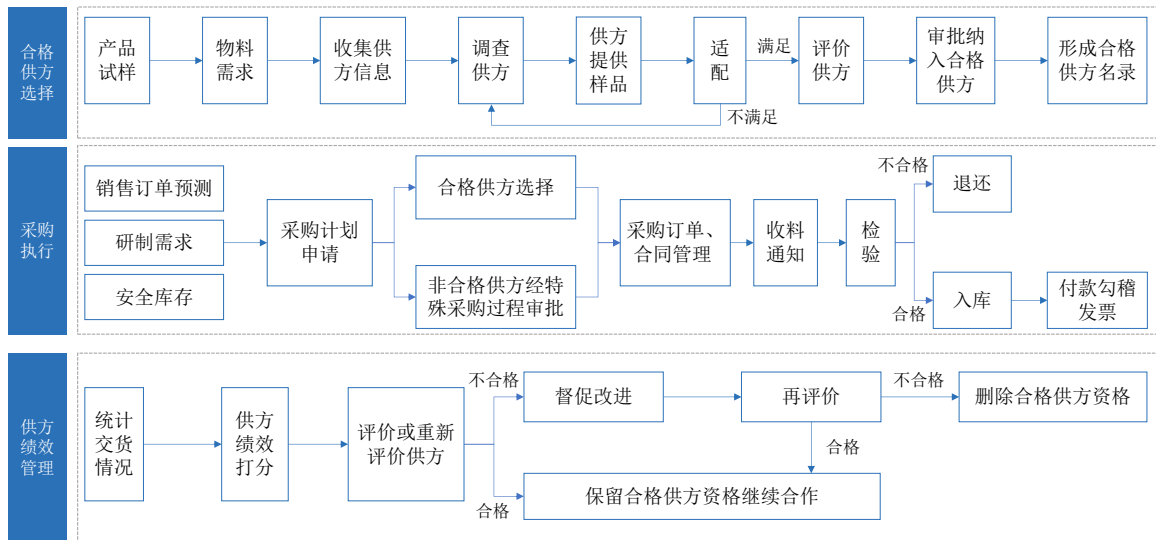 合格
供方
选择
产品
试样
物料
需求
收集供
方信息
调查
供方
供方
提供
样品
适
配
满足
不满足
评价
供方
审批纳
入合格
供方
形成合格
供方名录
采购
执行
销售订单预测
研制需求
安全库存
采购计划
申请
合格供方选择
非合格供方经特
殊采购过程审批
采购订单、
合同管理
收料
通知
检
验
不合格
退还
合格
入库
付款勾稽
发票
供方
绩效
管理
统计
交货
情况
供方
绩效
打分
评价或重新
评价供方
不合格
督促改进
再评价
不合格
删除合格供方资格
合格
合格
保留合格供方资格继续合作